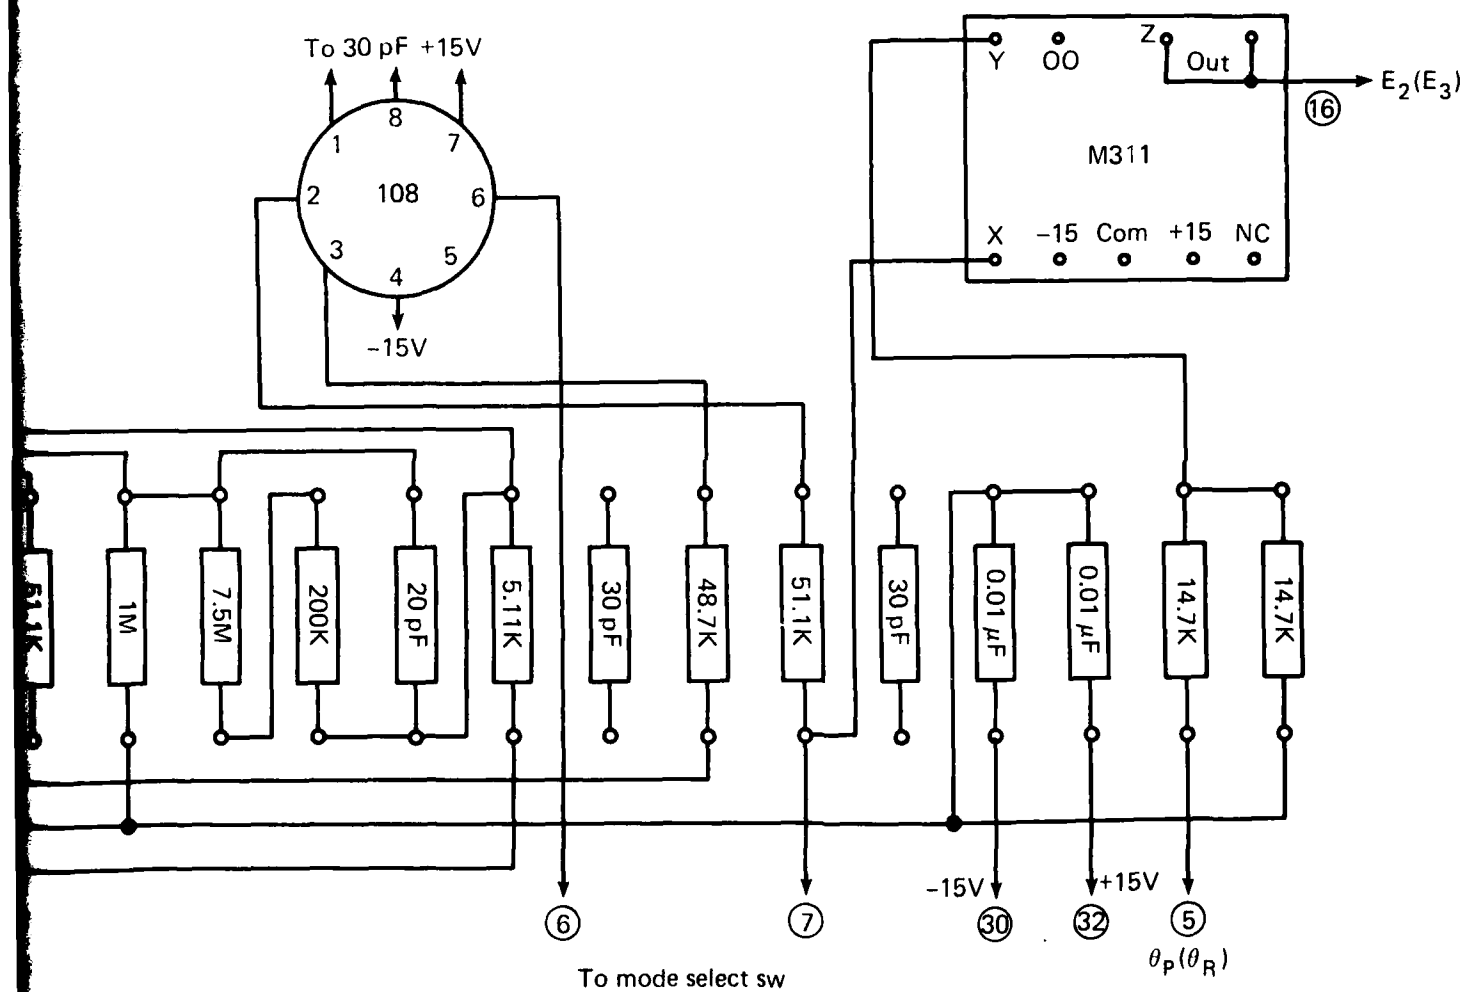 To 30 pF +15V
1
8
7
2
108
6
3
4
5
-15V
Y
OO
Z
Out
E2(E3)
16
M311
X
-15
Com
+15
NC
51.1K
1M
7.5M
200K
20 pF
5.11K
30 pF
48.7K
51.1K
30 pF
0.01 μF
0.01 μF
14.7K
14.7K
-15V
+15V
6
7
30
32
5
θP(θR)
To mode select sw